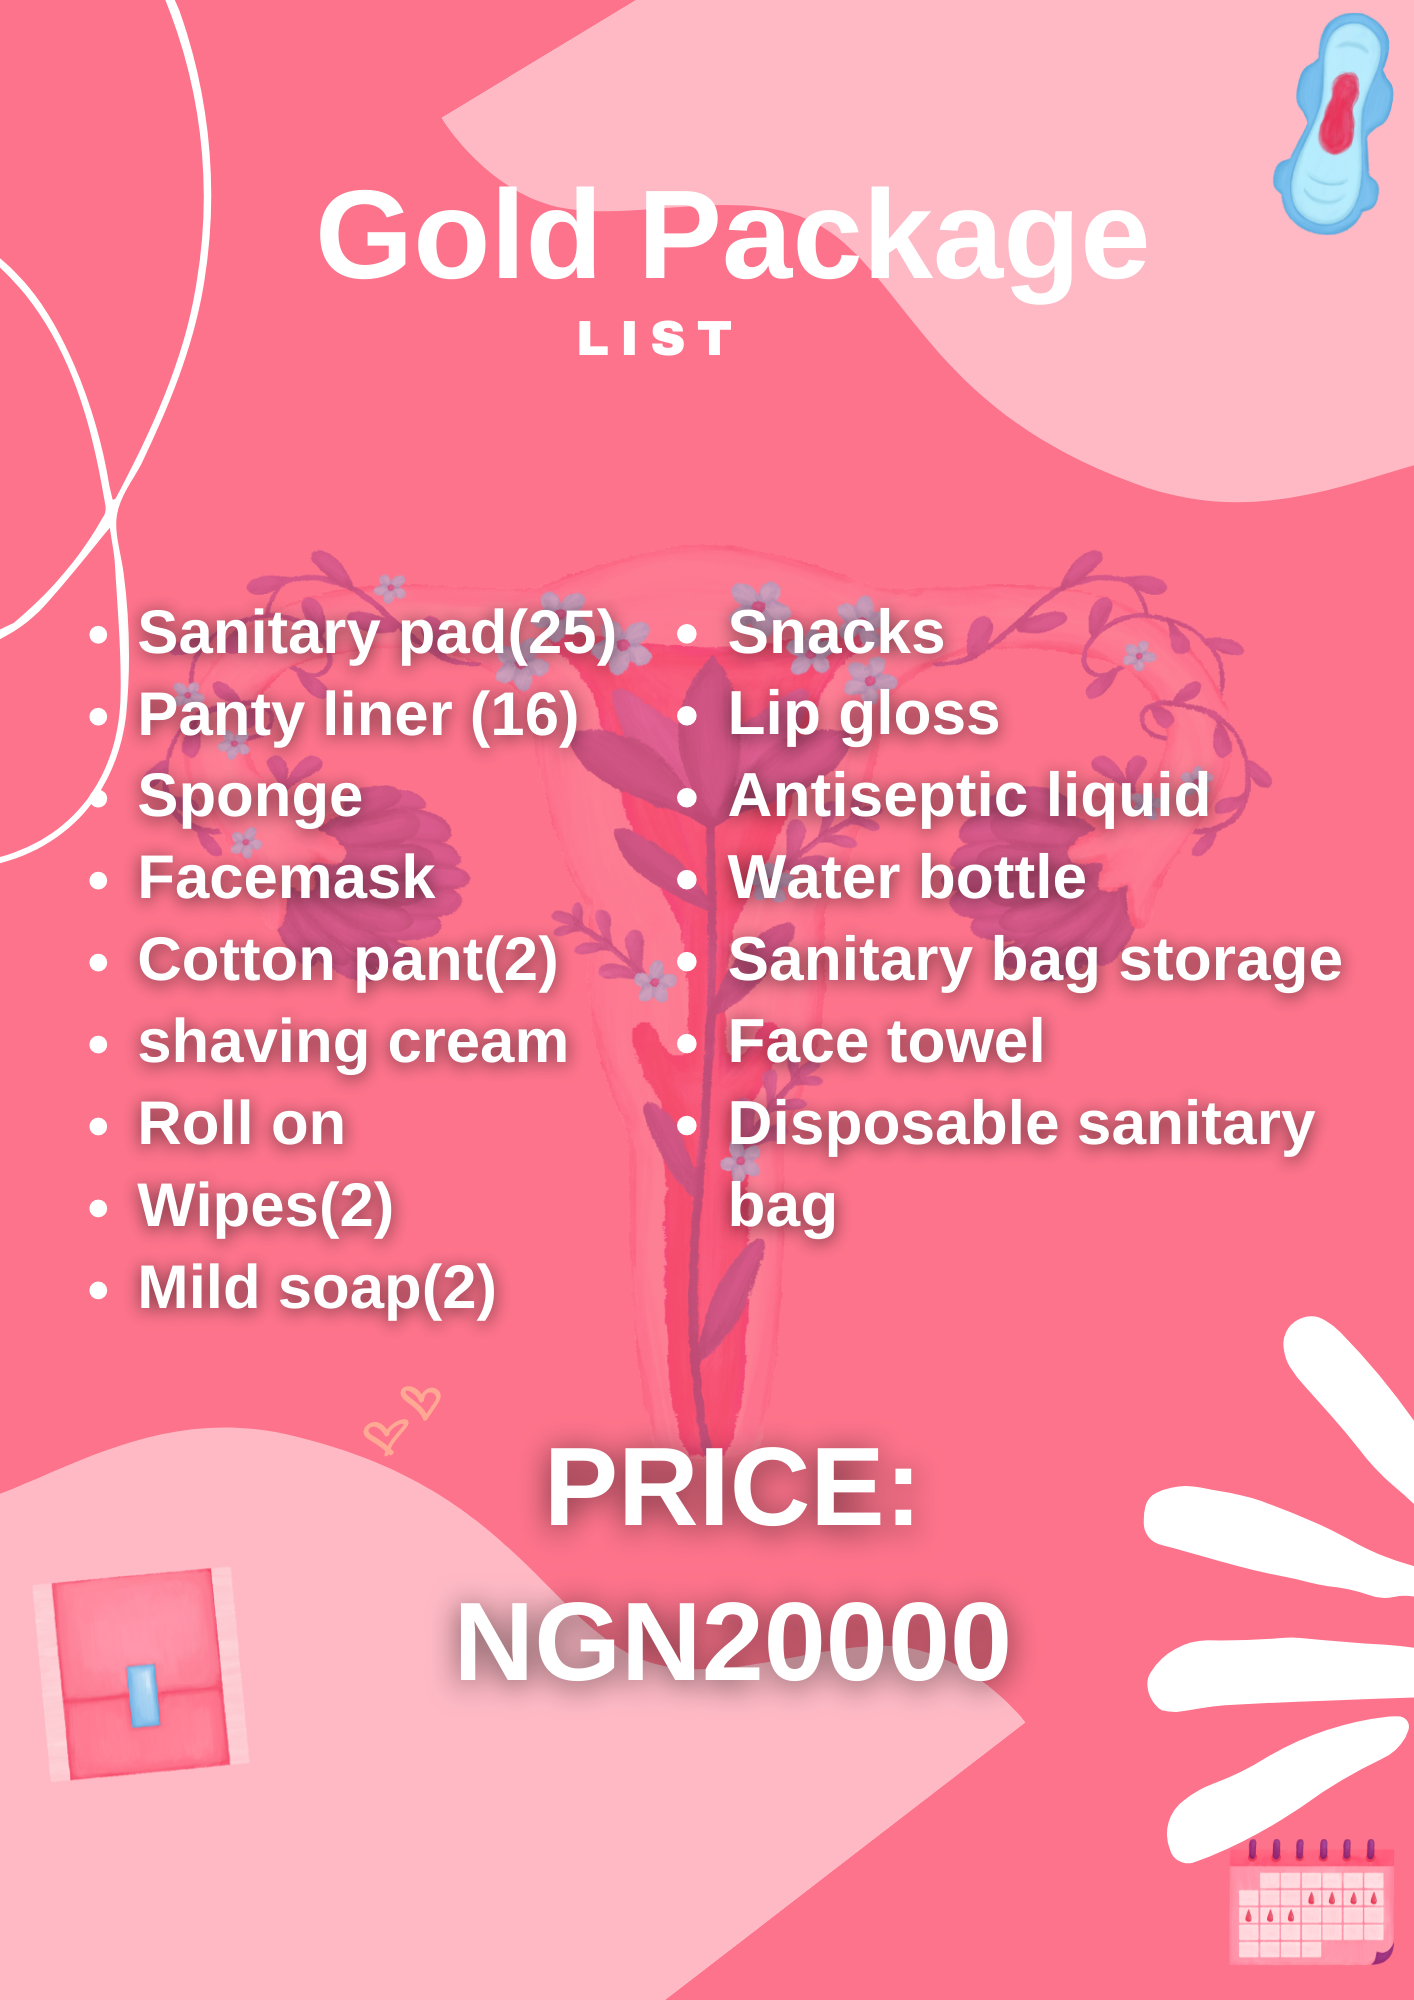 Gold Package
LIST
• Sanitary pad(25)
• Panty liner (16)
• Sponge
• Facemask
• Cotton pant(2)
• shaving cream
• Roll on
• Wipes(2)
• Mild soap(2)
• Snacks
• Lip gloss
• Antiseptic liquid
• Water bottle
• Sanitary bag storage
• Face towel
• Disposable sanitary
bag
PRICE:
NGN20000